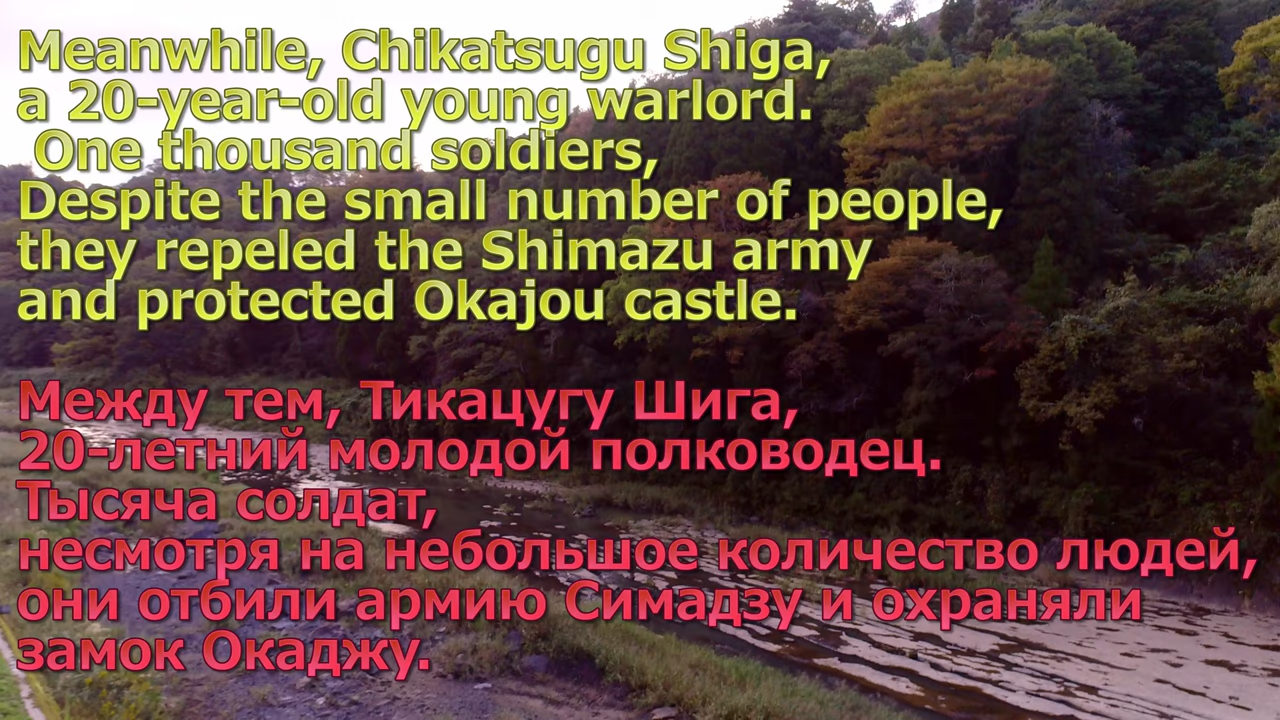 Meanwhile, Chikatsugu Shiga,
a 20-year-old young warlord.
One thousand soldiers,
Despite the small number of people,
they repeled the Shimazu army
and protected Okajou castle.
Между тем, Тикацугу Шига,
20-летний молодой полководец.
Тысяча солдат,
несмотря на небольшое количество людей,
они отбили армию Симадзу и охраняли
замок Окаджу.